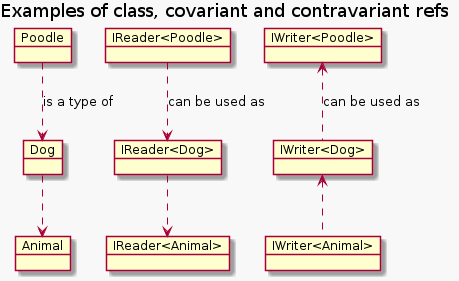 Examples of class, covariant and contravariant refs
Poodle
IReader<Poodle>
IWriter<Poodle>
is a type of
can be used as
can be used as
Dog
IReader<Dog>
IWriter<Dog>
Animal
IReader<Animal>
IWriter<Animal>